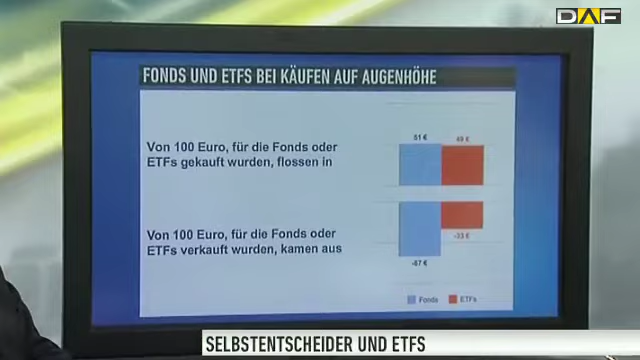 DAF
FONDS UND ETFS BEI KÄUFEN AUF AUGENHÖHE
Von 100 Euro, für die Fonds oder
ETFs gekauft wurden, flossen in
51 € 49 €
Von 100 Euro, für die Fonds oder
ETFs verkauft wurden, kamen aus
-33 €
-67 €
Fonds ETFs
SELBSTENTSCHEIDER UND ETFS